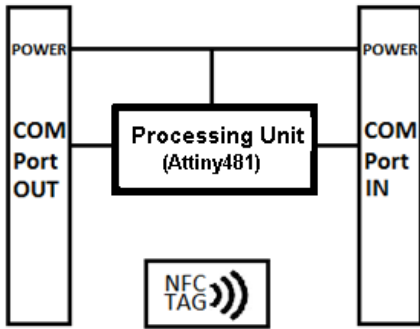 POWER
COM
Port
OUT
Processing Unit
(Attiny481)
POWER
COM
Port
IN
NFC
TAG